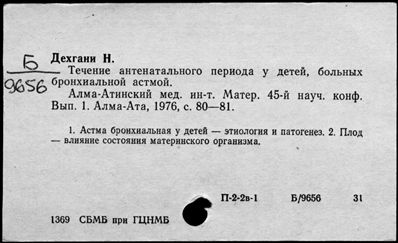 Б
9656
Дехгани Н.
Течение антенатального периода у детей, больных
бронхиальной астмой.
Алма-Атинский мед. ин-т. Матер. 45-й науч. конф.
Вып. 1. Алма-Ата, 1976, с. 80—81.
1. Астма бронхиальная у детей — этиология и патогенез. 2. Плод
— влияние состояния материнского организма.
П-2-2в-1 Б/9656 31
1369 СБМБ при ГЦНМБ